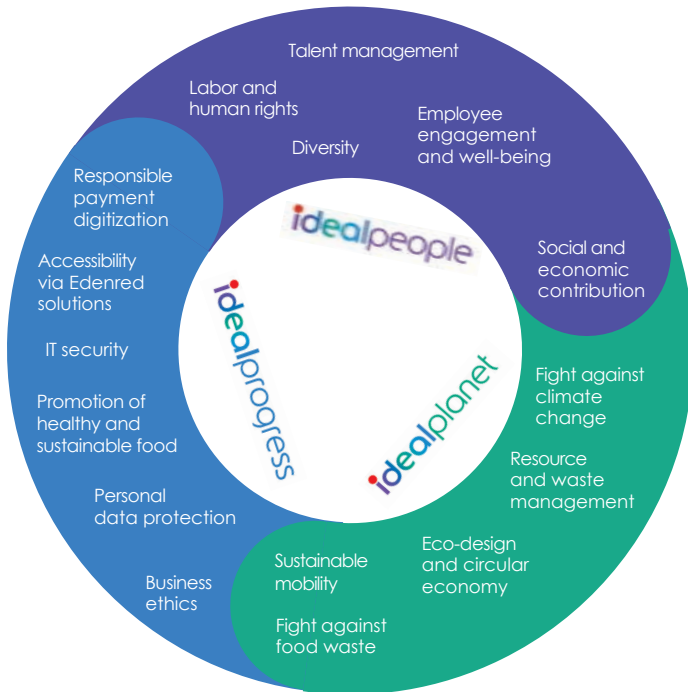 Talent management
Labor and
human rights
Employee
engagement
and well-being
Diversity
Responsible
payment
digitization
idealpeople
Social and
economic
contribution
Accessibility
via Edenred
solutions
IT security
idealprogress
idealplanet
Fight against
climate
change
Promotion of
healthy and
sustainable food
Resource
and waste
management
Personal
data protection
Eco-design
and circular
economy
Sustainable
mobility
Business
ethics
Fight against
food waste